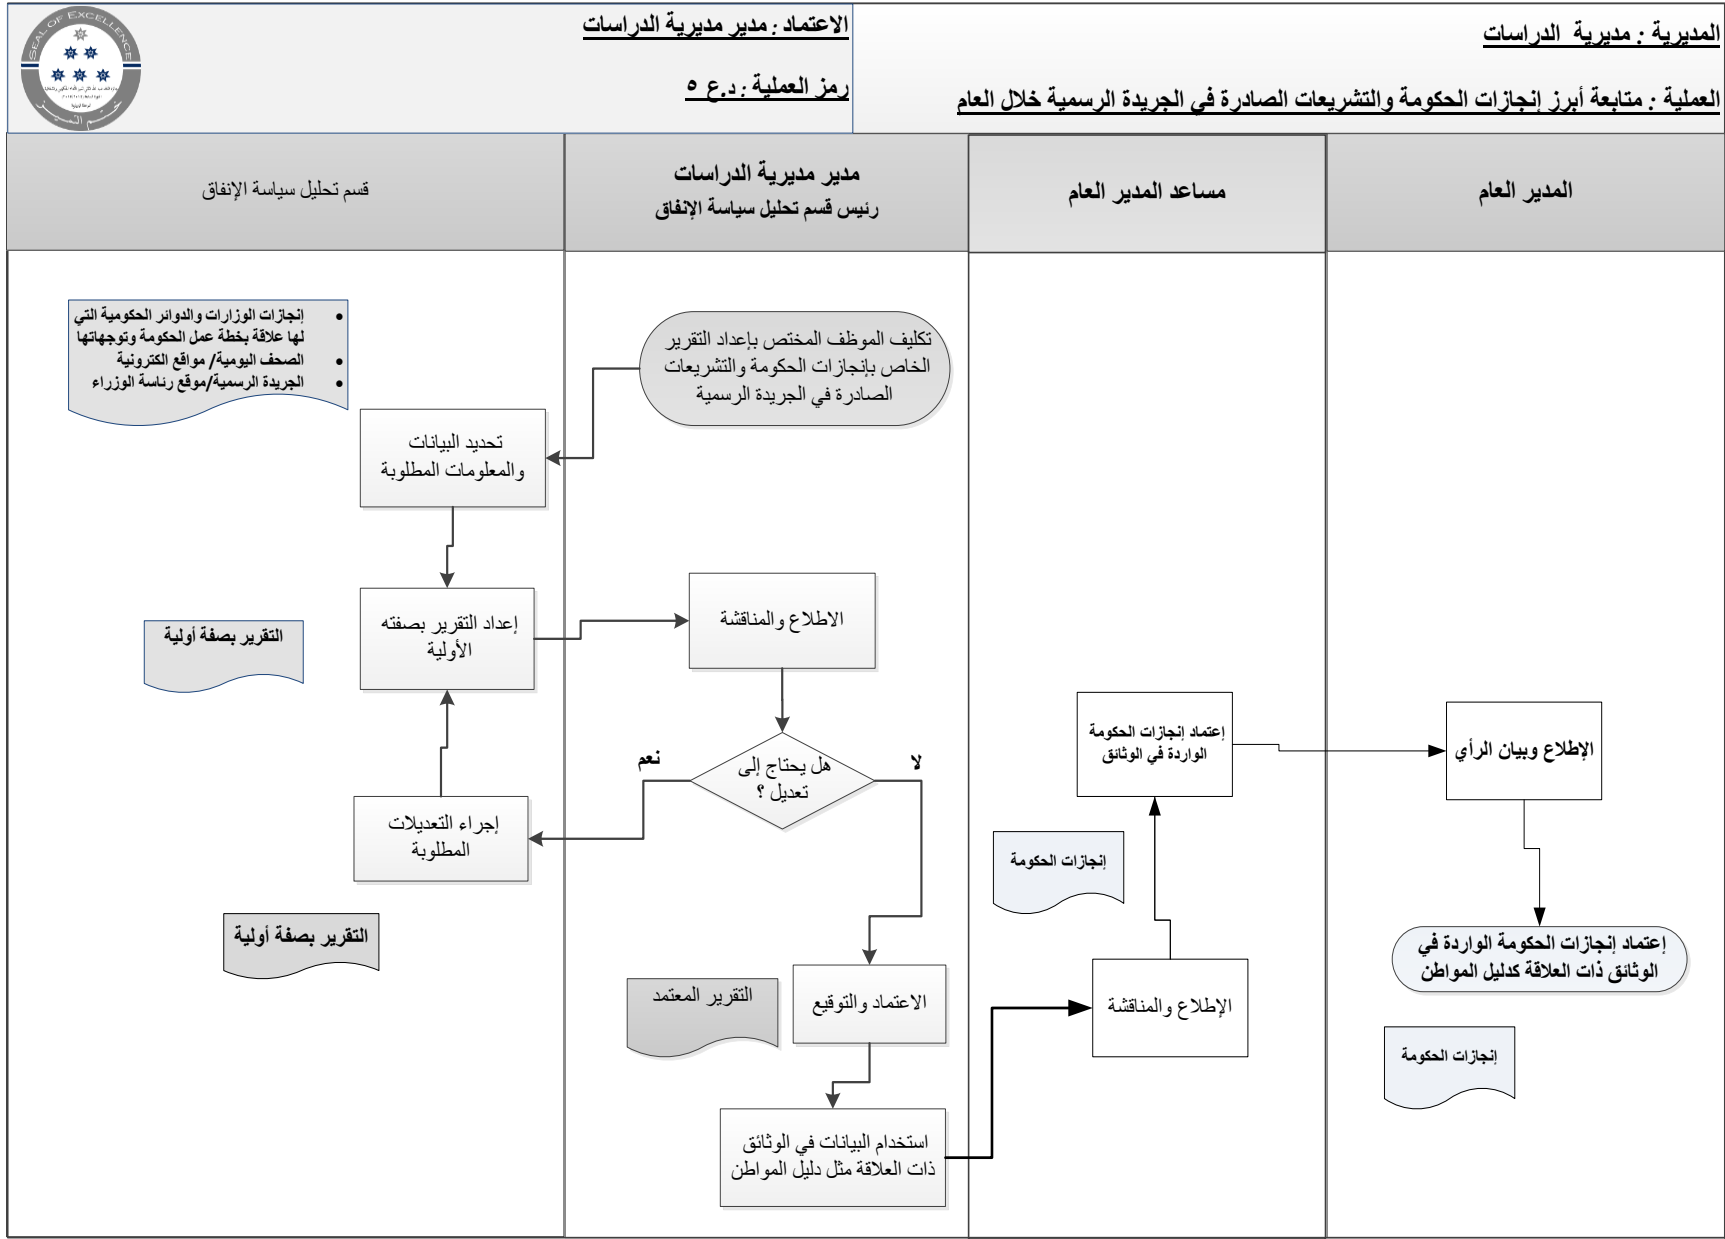 المديرية : مديرية الدراسات
العملية : متابعة أبرز إنجازات الحكومة والتشريعات الصادرة في الجريدة الرسمية خلال العام
الاعتماد : مدير مديرية الدراسات
رمز العملية : د.ع ٥
SEAL OF EXCELLENCE
ختم التميز
المدير العام
مساعد المدير العام
مدير مديرية الدراسات
رئيس قسم تحليل سياسة الإنفاق
قسم تحليل سياسة الإنفاق
تكليف الموظف المختص بإعداد التقرير
الخاص بإنجازات الحكومة والتشريعات
الصادرة في الجريدة الرسمية
• إنجازات الوزارات والدوائر الحكومية التي
لها علاقة بخطة عمل الحكومة وتوجهاتها
• الصحف اليومية/ مواقع الكترونية
• الجريدة الرسمية/موقع رئاسة الوزراء
تحديد البيانات
والمعلومات المطلوبة
إعداد التقرير بصفته
الأولية
التقرير بصفة أولية
الاطلاع والمناقشة
هل يحتاج إلى
تعديل ؟
نعم
لا
إجراء التعديلات
المطلوبة
التقرير بصفة أولية
الاعتماد والتوقيع
التقرير المعتمد
استخدام البيانات في الوثائق
ذات العلاقة مثل دليل المواطن
الإطلاع والمناقشة
إنجازات الحكومة
إعتماد إنجازات الحكومة
الواردة في الوثائق
الإطلاع وبيان الرأي
إعتماد إنجازات الحكومة الواردة في
الوثائق ذات العلاقة كدليل المواطن
إنجازات الحكومة